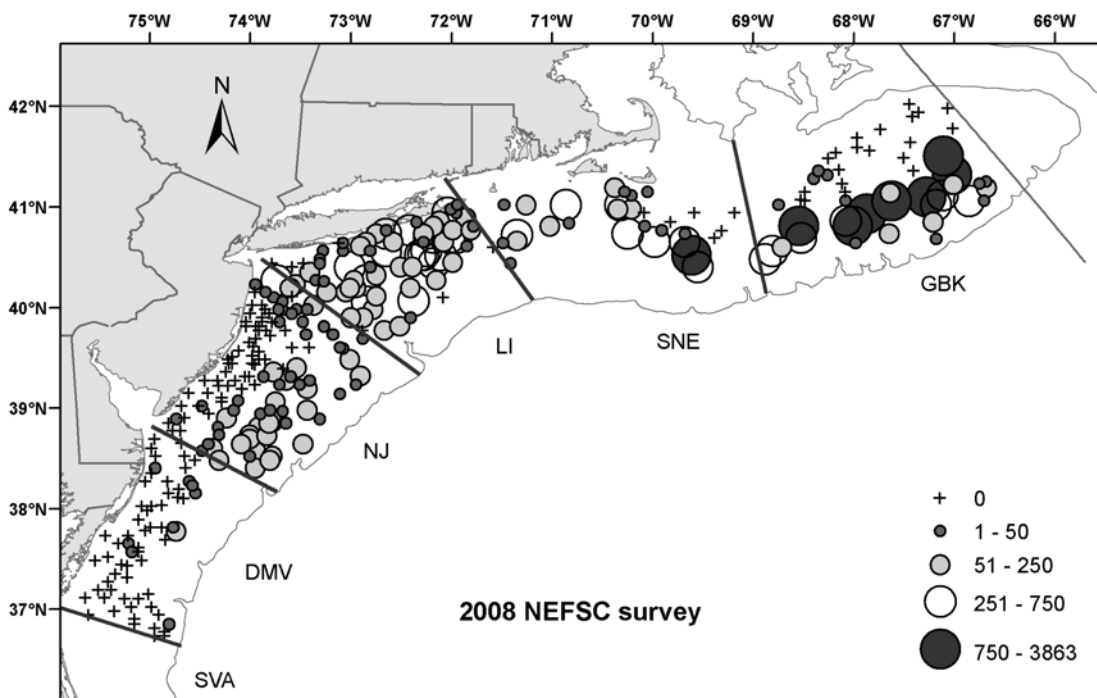 75°W 74°W 73°W 72°W 71°W 70°W 69°W 68°W 67°W 66°W
N
42°N
41°N
40°N
39°N
38°N
37°N
GBK
SNE
LI
NJ
DMV
SVA
2008 NEFSC survey
0
1 - 50
51 - 250
251 - 750
750 - 3863